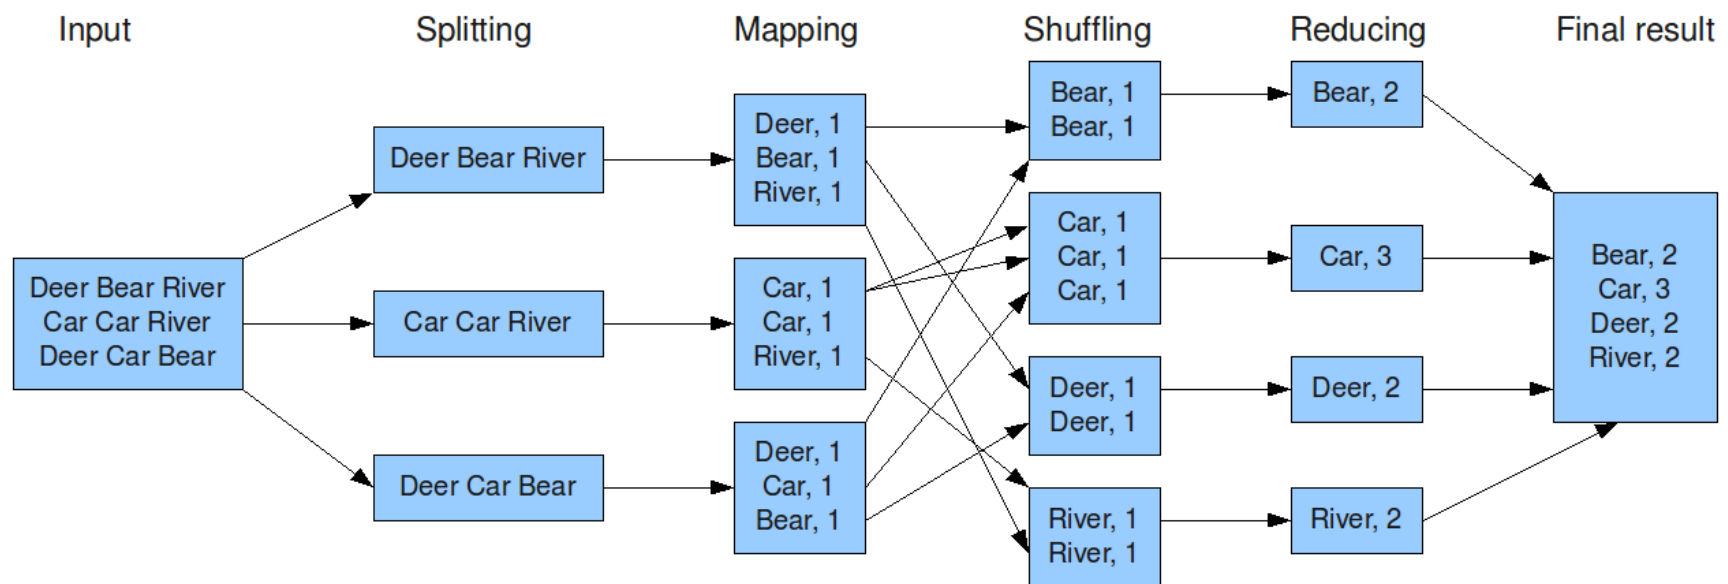 Input
Splitting
Mapping
Shuffling
Reducing
Final result
Deer Bear River
Car Car River
Deer Car Bear
Deer Bear River
Car Car River
Deer Car Bear
Deer, 1
Bear, 1
River, 1
Car, 1
Car, 1
River, 1
Deer, 1
Car, 1
Bear, 1
Bear, 1
Bear, 1
Car, 1
Car, 1
Car, 1
Deer, 1
Deer, 1
River, 1
River, 1
Bear, 2
Car, 3
Deer, 2
River, 2
Bear, 2
Car, 3
Deer, 2
River, 2